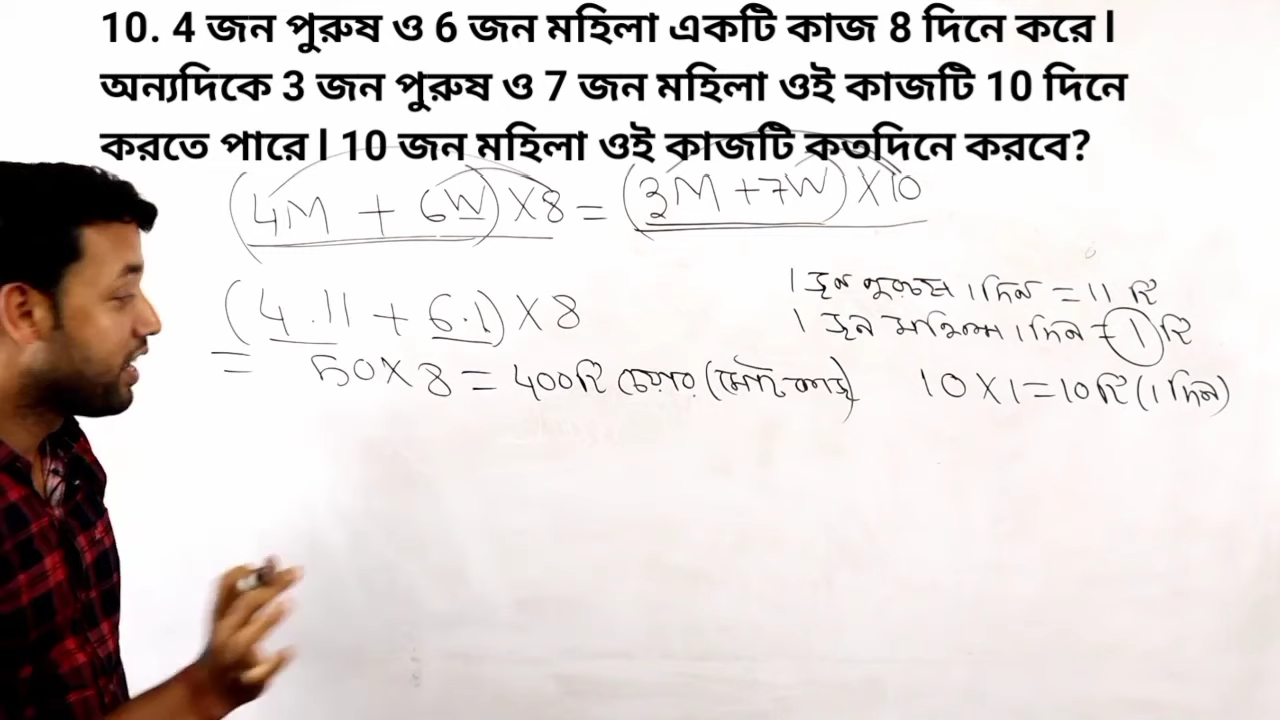 10. 4 জন পুরুষ ও 6 জন মহিলা একটি কাজ 8 দিনে করে l
অন্যদিকে 3 জন পুরুষ ও 7 জন মহিলা ওই কাজটি 10 দিনে
করতে পারে l 10 জন মহিলা ওই কাজটি কতদিনে করবে?
(4M + 6W) X 8 = (3M + 7W) X 10
1 জন পুরুষ 1 দিন = 11 টি
(4.11 + 6.1) X 8
1 জন মহিলা 1 দিন = 1 টি
= 50 X 8 = 400 টি চেয়ার (মোট কাজ)
10 X 1 = 10 টি (1 দিন)